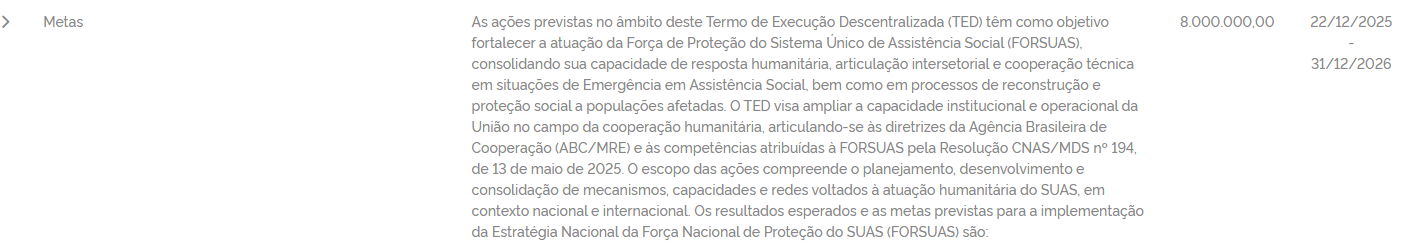 Metas
As ações previstas no âmbito deste Termo de Execução Descentralizada (TED) têm como objetivo
fortalecer a atuação da Força de Proteção do Sistema Único de Assistência Social (FORSUAS),
consolidando sua capacidade de resposta humanitária, articulação intersetorial e cooperação técnica
em situações de Emergência em Assistência Social, bem como em processos de reconstrução e
proteção social a populações afetadas. O TED visa ampliar a capacidade institucional e operacional da
União no campo da cooperação humanitária, articulando-se às diretrizes da Agência Brasileira de
Cooperação (ABC/MRE) e às competências atribuídas à FORSUAS pela Resolução CNAS/MDS nº 194,
de 13 de maio de 2025. O escopo das ações compreende o planejamento, desenvolvimento e
consolidação de mecanismos, capacidades e redes voltados à atuação humanitária do SUAS, em
contexto nacional e internacional. Os resultados esperados e as metas previstas para a implementação
da Estratégia Nacional da Força Nacional de Proteção do SUAS (FORSUAS) são:
8.000.000,00
22/12/2025
-
31/12/2026